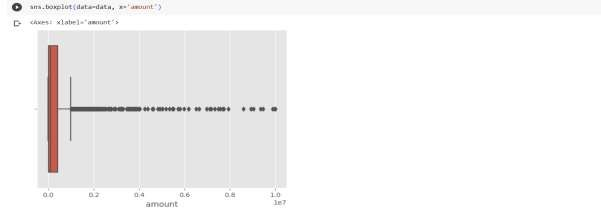 sns.boxplot(data=data, x='amount')
<Axes: xlabel='amount'>
0.0 0.2 0.4 0.6 0.8 1.0
1e7
amount